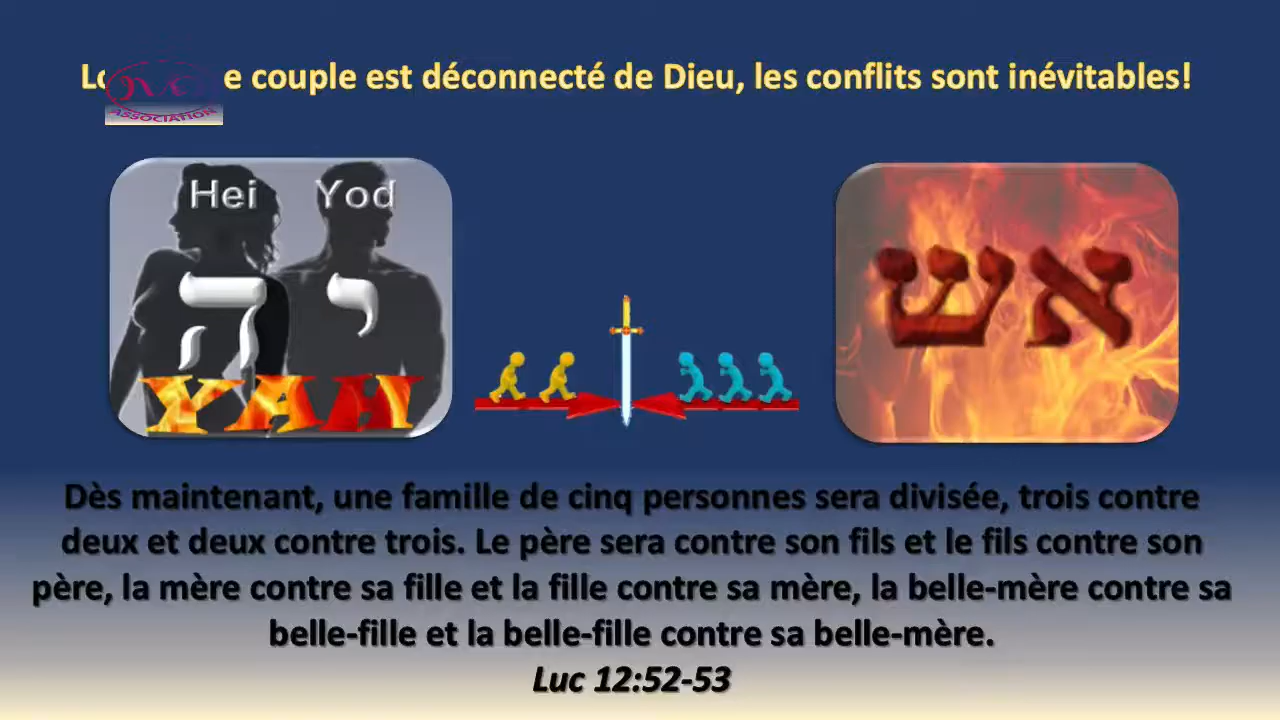 e couple est déconnecté de Dieu, les conflits sont inévitables!
ASSOCIATION
Hei Yod
ה י
YAH
אש
Dès maintenant, une famille de cinq personnes sera divisée, trois contre
deux et deux contre trois. Le père sera contre son fils et le fils contre son
père, la mère contre sa fille et la fille contre sa mère, la belle-mère contre sa
belle-fille et la belle-fille contre sa belle-mère.
Luc 12:52-53